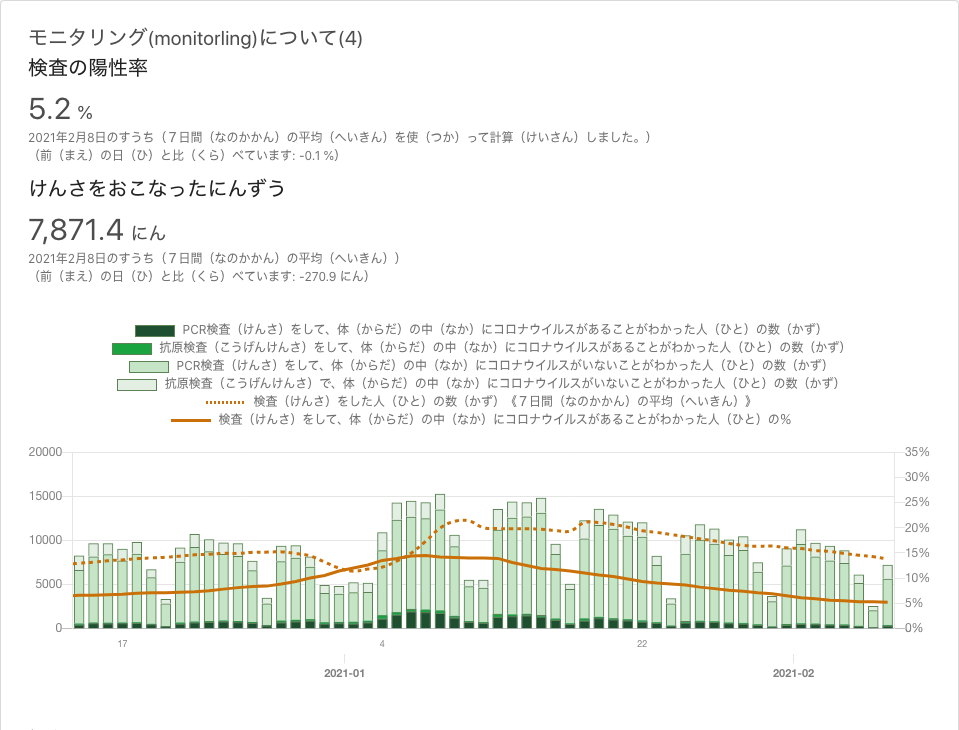 モニタリング(monitorling)について(4)
検査の陽性率
5.2 %
2021年2月8日のすうち（７日間（なのかかん）の平均（へいきん）を使（つか）って計算（けいさん）しました。）
（前（まえ）の日（ひ）と比（くら）べています: -0.1 %）
けんさをおこなったにんずう
7,871.4 にん
2021年2月8日のすうち（７日間（なのかかん）の平均（へいきん））
（前（まえ）の日（ひ）と比（くら）べています: -270.9 にん）
PCR検査（けんさ）をして、体（からだ）の中（なか）にコロナウイルスがあることがわかった人（ひと）の数（かず）
抗原検査（こうげんけんさ）をして、体（からだ）の中（なか）にコロナウイルスがあることがわかった人（ひと）の数（かず）
PCR検査（けんさ）をして、体（からだ）の中（なか）にコロナウイルスがいないことがわかった人（ひと）の数（かず）
抗原検査（こうげんけんさ）で、体（からだ）の中（なか）にコロナウイルスがいないことがわかった人（ひと）の数（かず）
検査（けんさ）をした人（ひと）の数（かず）《７日間（なのかかん）の平均（へいきん）》
検査（けんさ）をして、体（からだ）の中（なか）にコロナウイルスがあることがわかった人（ひと）の％
20000 35%
30%
15000 25%
20%
10000 15%
5000 10%
5%
0 0%
17 4 22
2021-01 2021-02